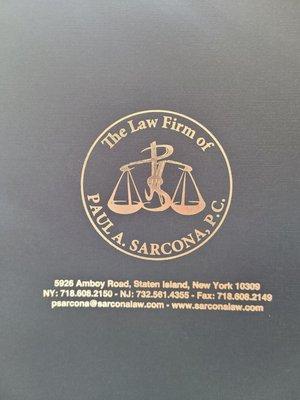 The Law Firm of
PAUL A. SARCONA, P.C.
5926 Amboy Road, Staten Island, New York 10309
NY: 718.608.2150 - NJ: 732.561.4355 - Fax: 718.608.2149
psarcona@sarconalaw.com - www.sarconalaw.com